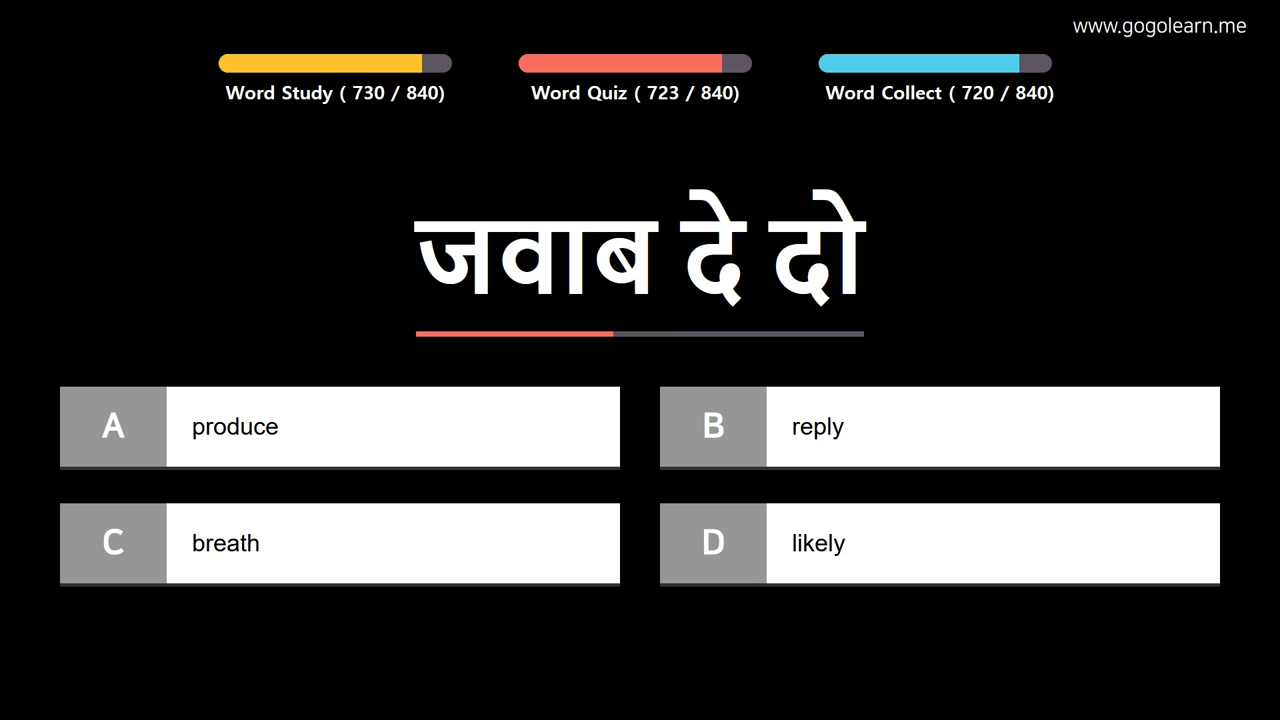 www.gogolearn.me
Word Study ( 730 / 840)
Word Quiz ( 723 / 840)
Word Collect ( 720 / 840)
जवाब दे दो
A produce
B reply
C breath
D likely